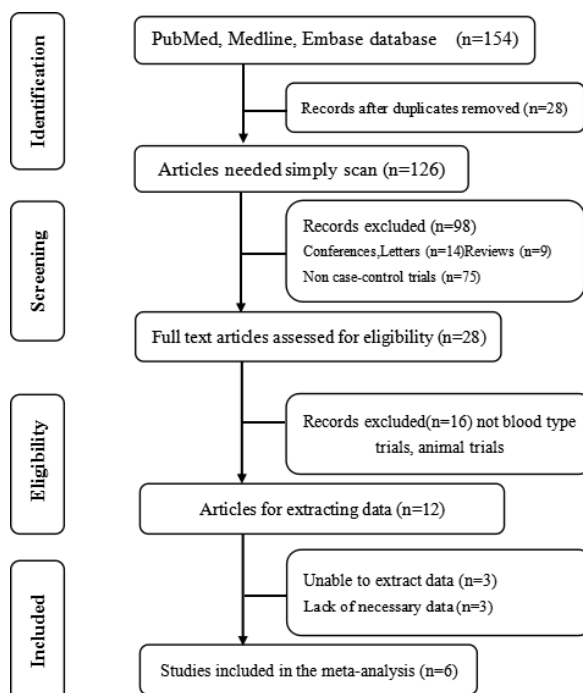 PubMed, Medline, Embase database (n=154)
Identification
Records after duplicates removed (n=28)
Articles needed simply scan (n=126)
Screening
Records excluded (n=98)
Conferences,Letters (n=14)Reviews (n=9)
Non case-control trials (n=75)
Full text articles assessed for eligibility (n=28)
Eligibility
Records excluded(n=16) not blood type
trials, animal trials
Articles for extracting data (n=12)
Included
Unable to extract data (n=3)
Lack of necessary data(n=3)
Studies included in the meta-analysis (n=6)